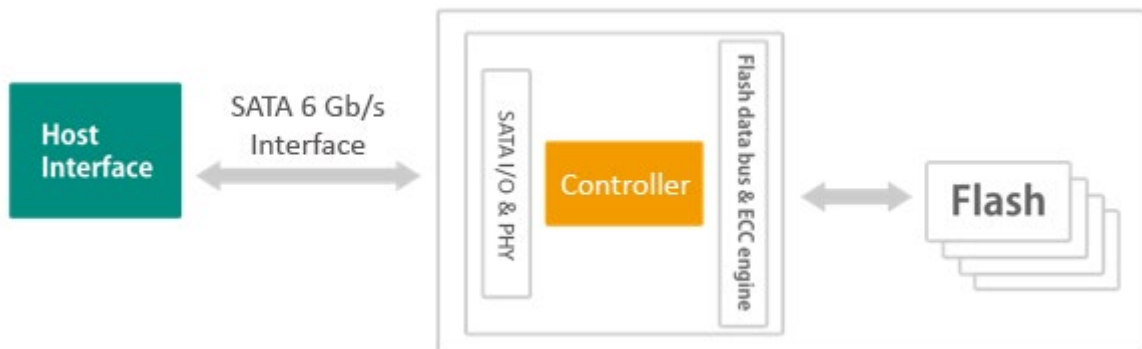 Host
Interface
SATA 6 Gb/s
Interface
SATA I/O & PHY
Controller
Flash data bus & ECC engine
Flash